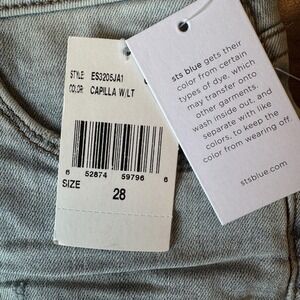 STYLE ES3205JA1
COLOR CAPILLA W/LT
6 52874 59796 6
SIZE 28
sts blue gets their
color from certain
types of dye, which
may transfer onto
other garments.
wash inside out, and
separate with like
colors, to keep the
color from wearing off.
stsblue.com